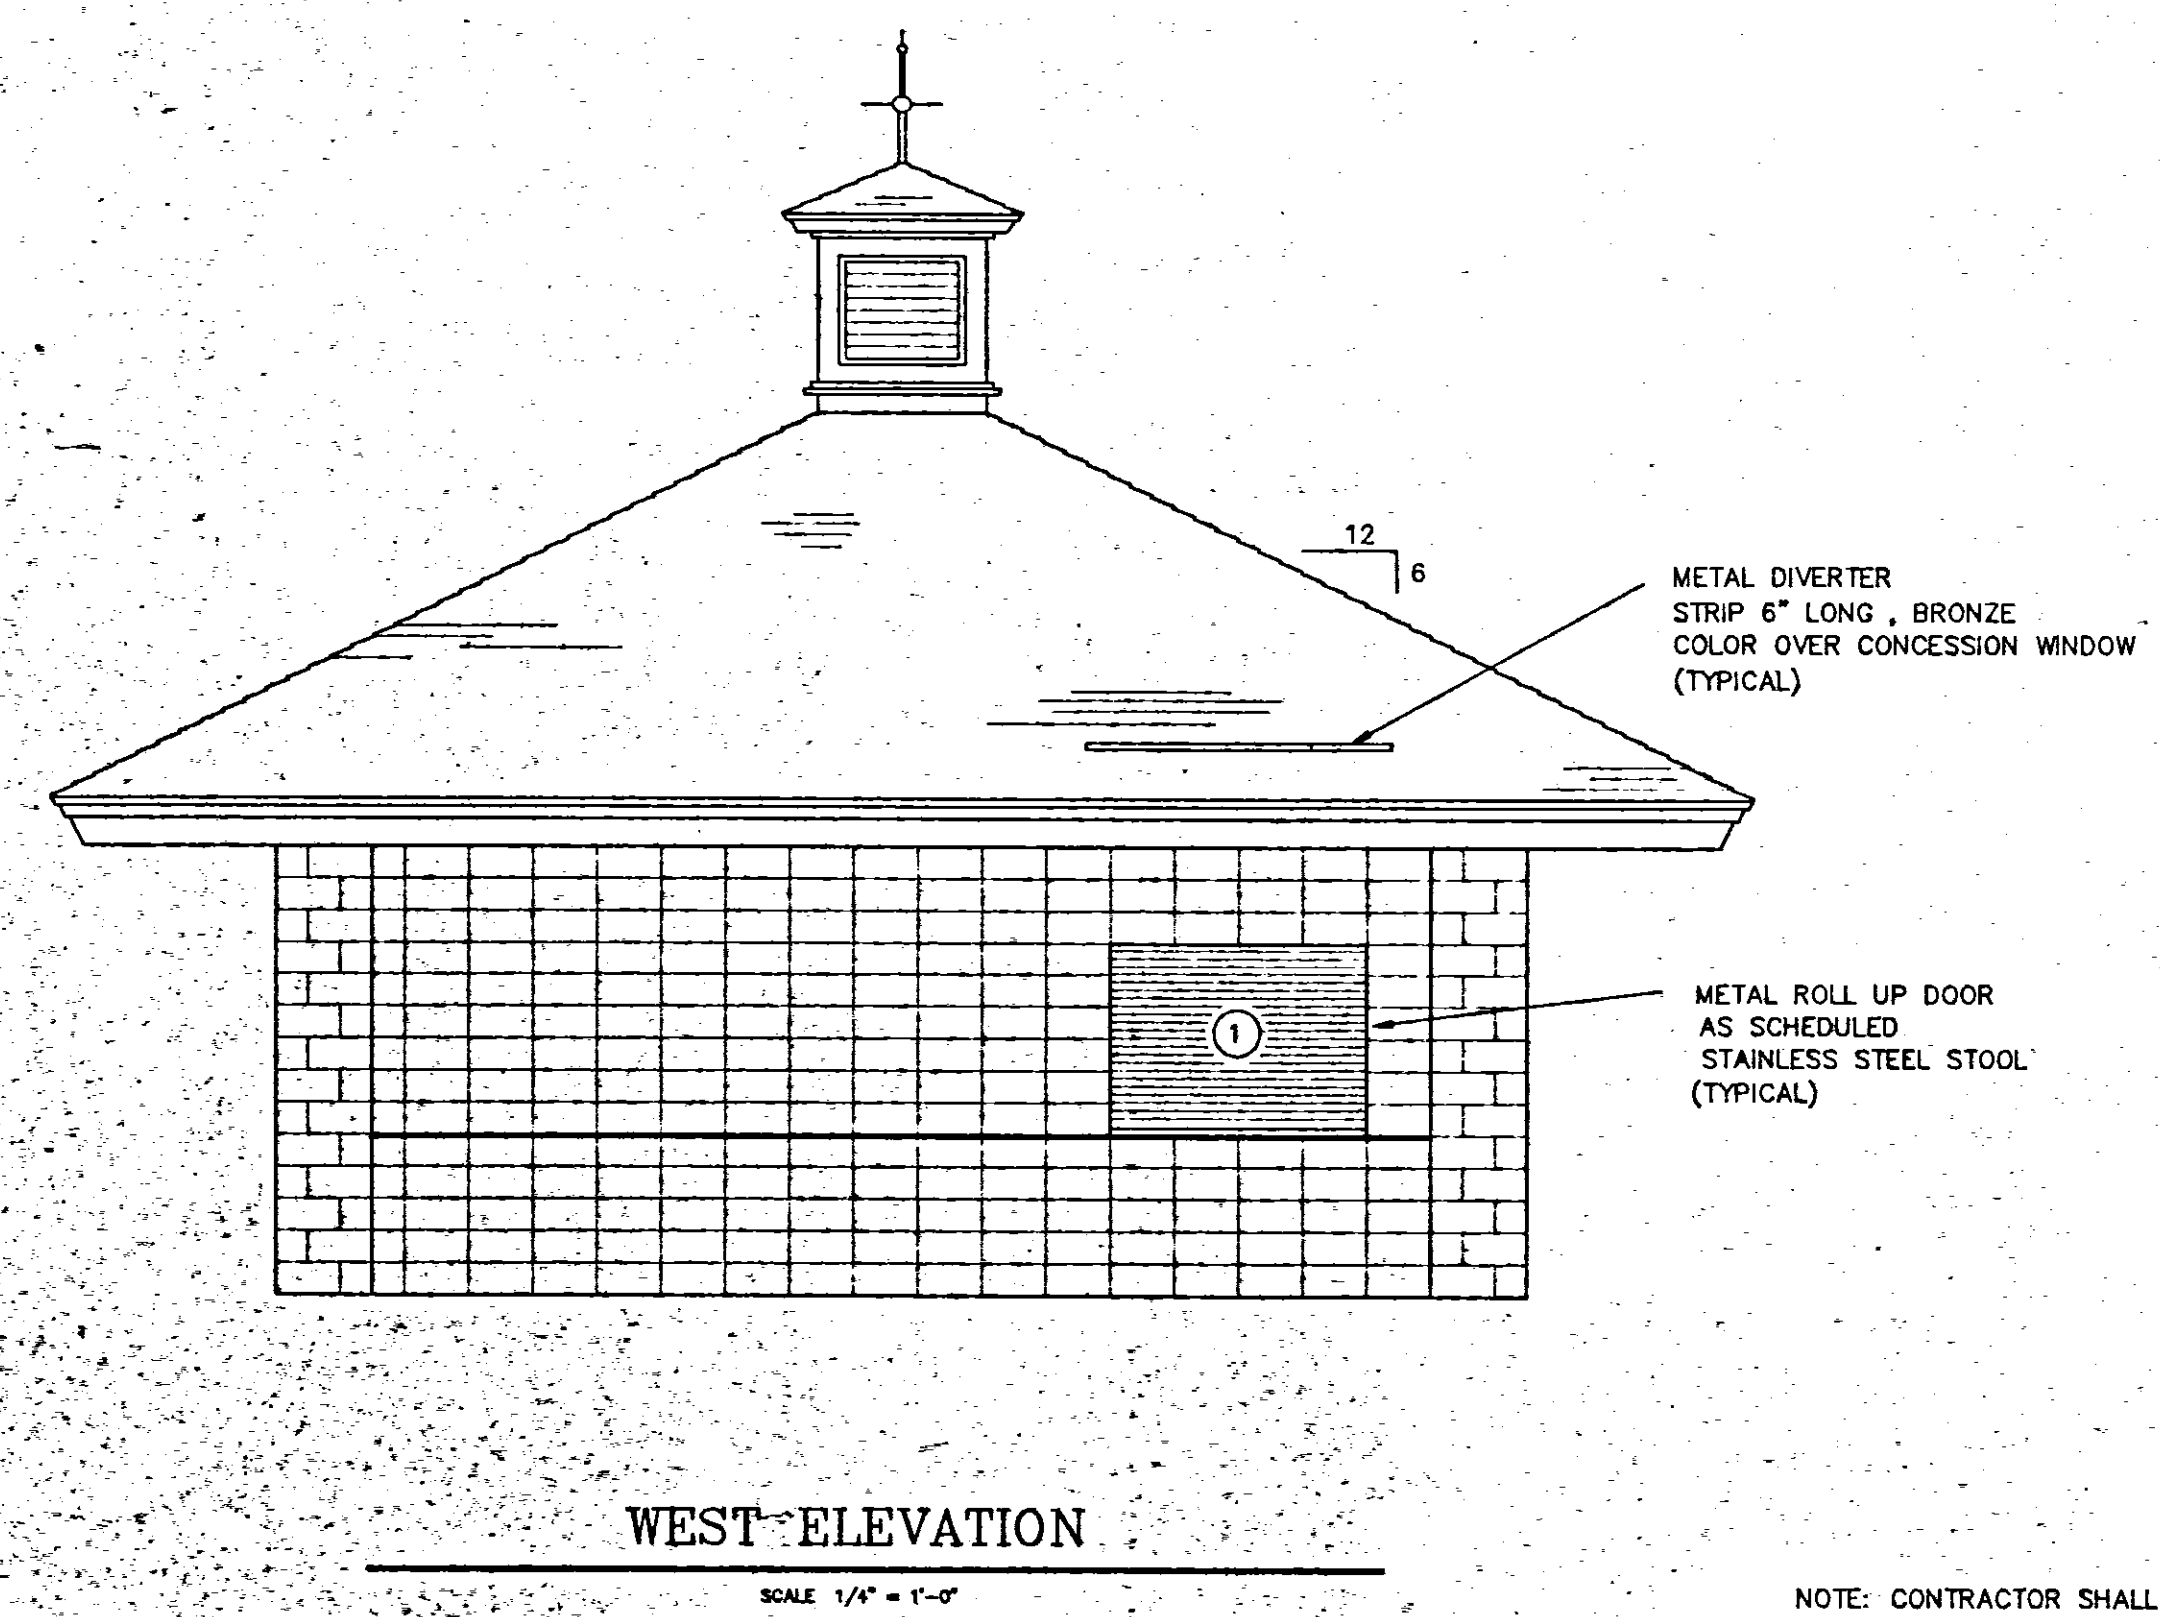 12
6
METAL DIVERTER
STRIP 6" LONG , BRONZE
COLOR OVER CONCESSION WINDOW
(TYPICAL)
METAL ROLL UP DOOR
AS SCHEDULED
STAINLESS STEEL STOOL
(TYPICAL)
1
WEST ELEVATION
SCALE 1/4" = 1'-0"
NOTE: CONTRACTOR SHALL